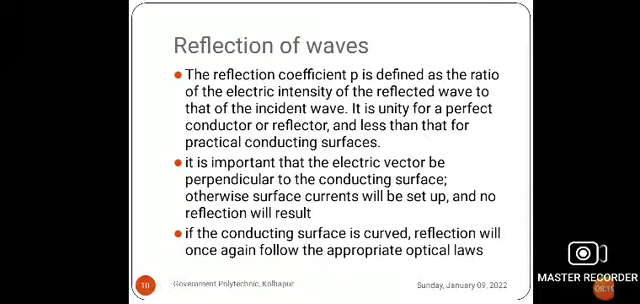 Reflection of waves
The reflection coefficient p is defined as the ratio
of the electric intensity of the reflected wave to
that of the incident wave. It is unity for a perfect
conductor or reflector, and less than that for
practical conducting surfaces.
it is important that the electric vector be
perpendicular to the conducting surface;
otherwise surface currents will be set up, and no
reflection will result
if the conducting surface is curved, reflection will
once again follow the appropriate optical laws
10
Government Polytechnic, Kolhapur
Sunday, January 09, 2022
MASTER RECORDER